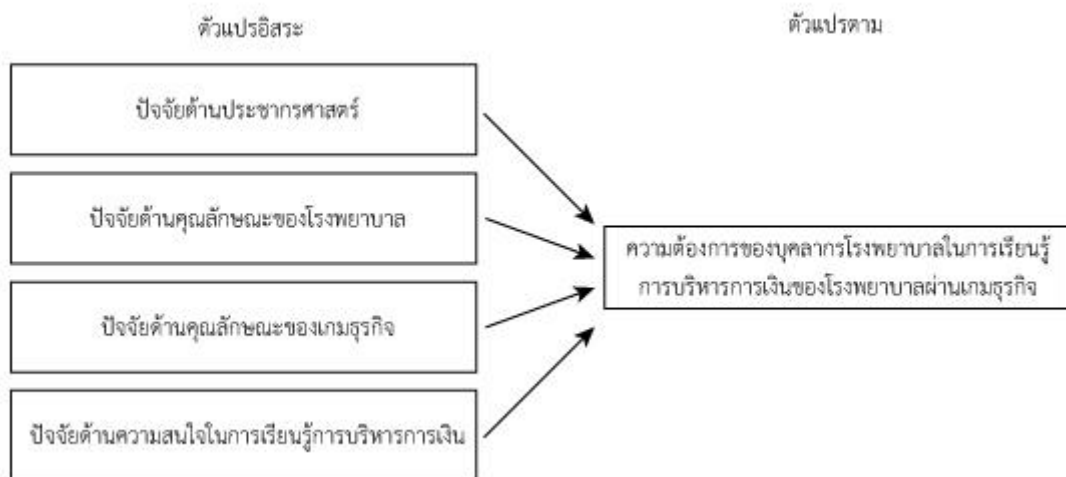 ตัวแปรอิสระ
ตัวแปรตาม
ปัจจัยด้านประชากรศาสตร์
ปัจจัยด้านคุณลักษณะของโรงพยาบาล
ปัจจัยด้านคุณลักษณะของเกมธุรกิจ
ปัจจัยด้านความสนใจในการเรียนรู้การบริหารการเงิน
ความต้องการของบุคลากรโรงพยาบาลในการเรียนรู้
การบริหารการเงินของโรงพยาบาลผ่านเกมธุรกิจ